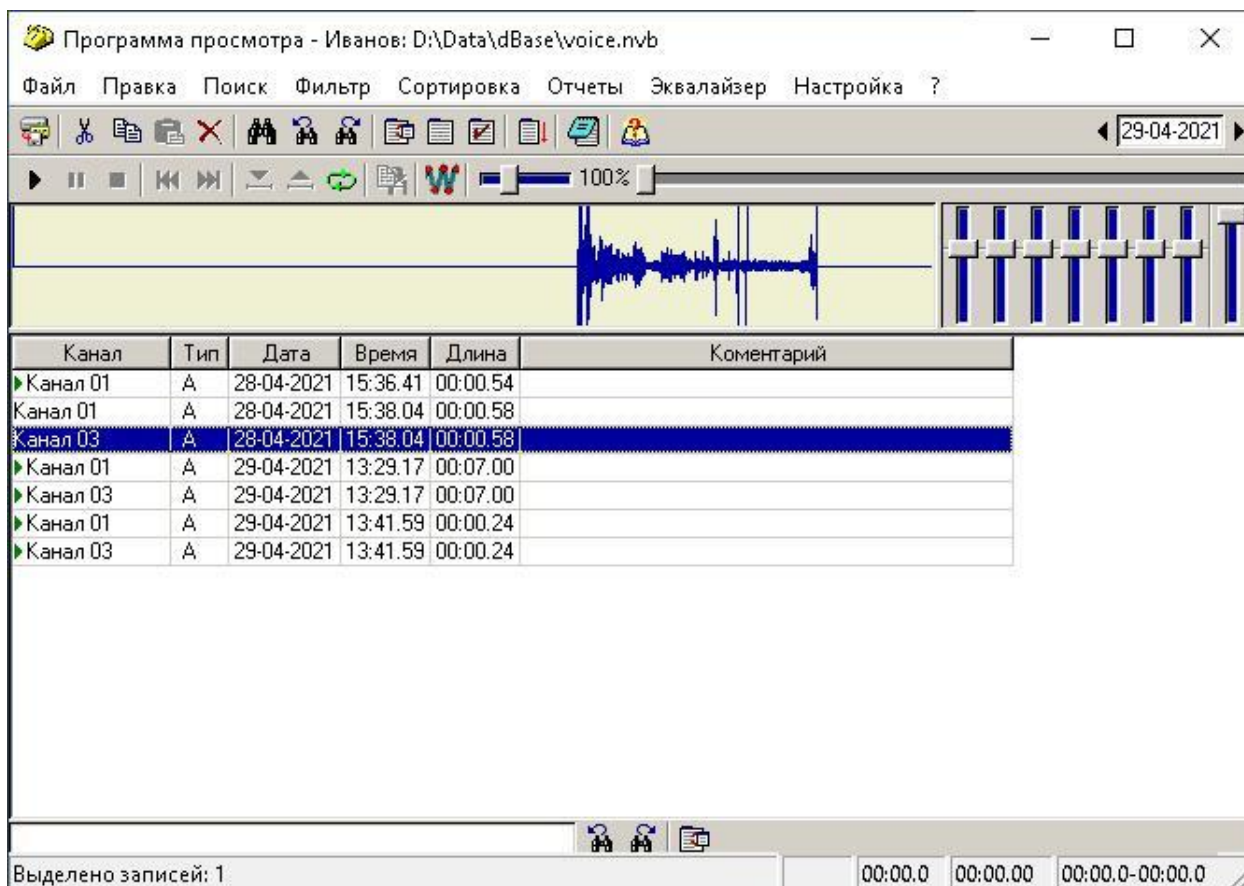 Программа просмотра - Иванов: D:\Data\dBase\voice.nvb
Файл Правка Поиск Фильтр Сортировка Отчеты Эквалайзер Настройка ?
29-04-2021
100%
Канал Тип Дата Время Длина Коментарий
Канал 01 А 28-04-2021 15:36.41 00:00.54
Канал 01 А 28-04-2021 15:38.04 00:00.58
Канал 03 А 28-04-2021 15:38.04 00:00.58
Канал 01 А 29-04-2021 13:29.17 00:07.00
Канал 03 А 29-04-2021 13:29.17 00:07.00
Канал 01 А 29-04-2021 13:41.59 00:00.24
Канал 03 А 29-04-2021 13:41.59 00:00.24
Выделено записей: 1 00:00.0 00:00.00 00:00.0-00:00.0